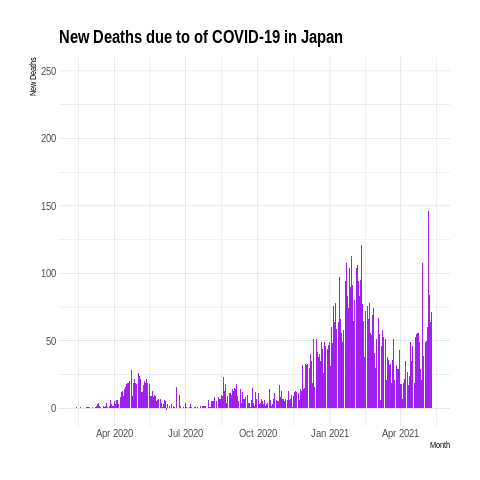 New Deaths due to of COVID-19 in Japan
New Deaths
250
200
150
100
50
0
Apr 2020 Jul 2020 Oct 2020 Jan 2021 Apr 2021
Month